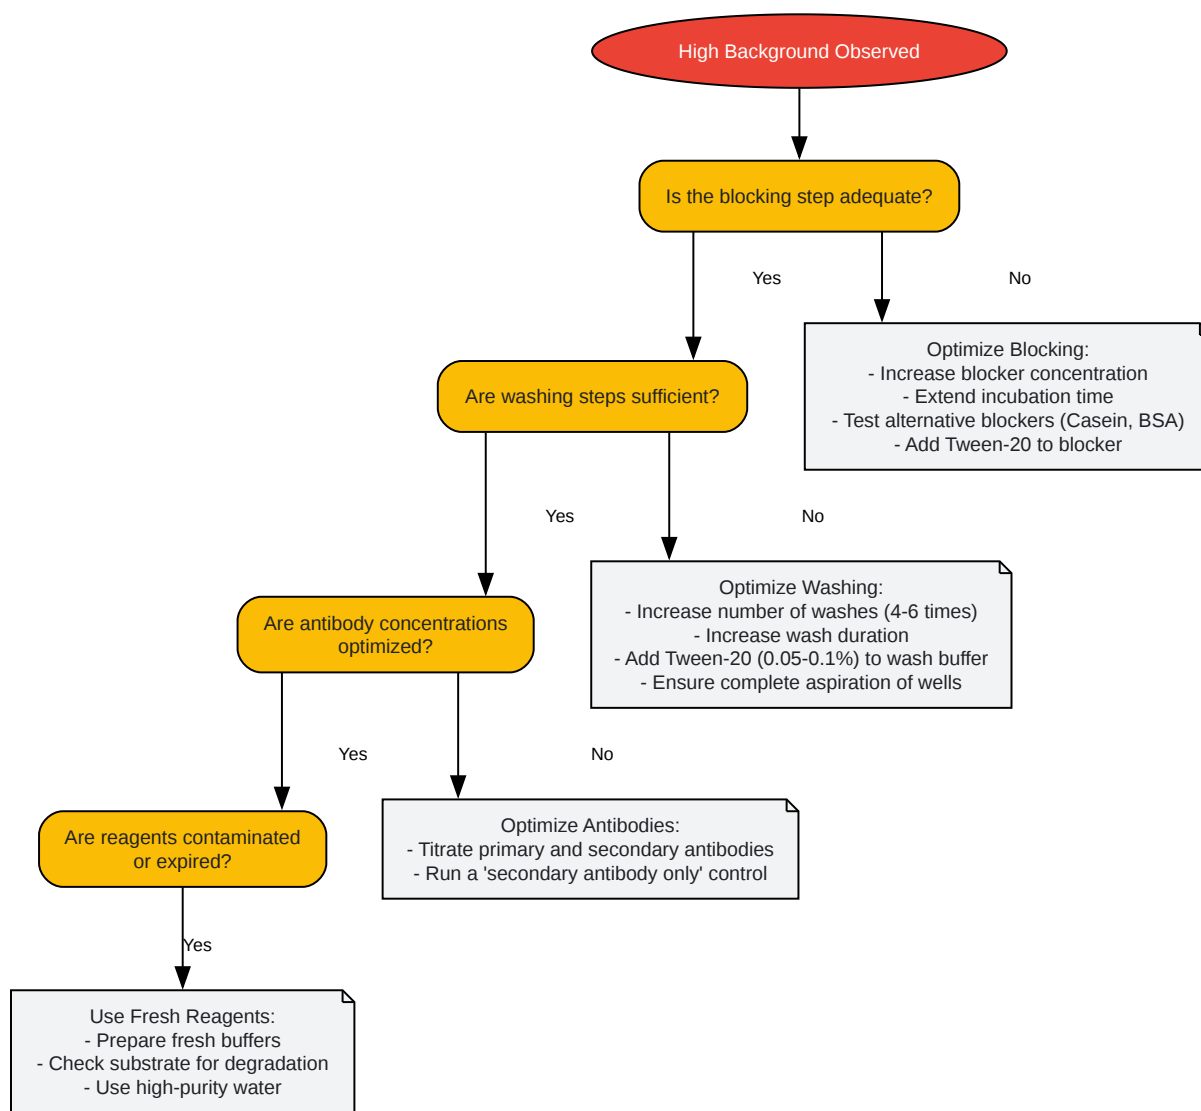 High Background Observed
Is the blocking step adequate?
Yes
No
Optimize Blocking:
- Increase blocker concentration
- Extend incubation time
- Test alternative blockers (Casein, BSA)
- Add Tween-20 to blocker
Are washing steps sufficient?
Yes
No
Optimize Washing:
- Increase number of washes (4-6 times)
- Increase wash duration
- Add Tween-20 (0.05-0.1%) to wash buffer
- Ensure complete aspiration of wells
Are antibody concentrations
optimized?
Yes
No
Optimize Antibodies:
- Titrate primary and secondary antibodies
- Run a 'secondary antibody only' control
Are reagents contaminated
or expired?
Yes
Use Fresh Reagents:
- Prepare fresh buffers
- Check substrate for degradation
- Use high-purity water